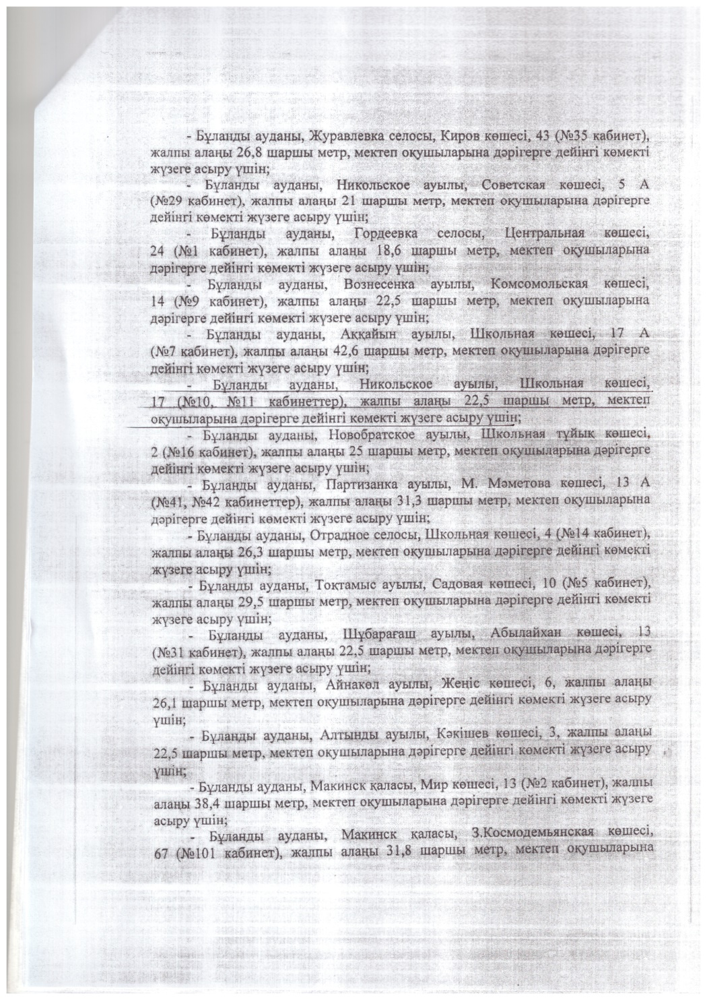 - Бұланды ауданы, Журавлевка селосы, Киров көшесі, 43 (№35 кабинет),
жалпы алаңы 26,8 шаршы метр, мектеп оқушыларына дәрігерге дейінгі көмекті
жүзеге асыру үшін;
- Бұланды ауданы, Никольское ауылы, Советская көшесі, 5 А
(№29 кабинет), жалпы алаңы 21 шаршы метр, мектеп оқушыларына дәрігерге
дейінгі көмекті жүзеге асыру үшін;
- Бұланды ауданы, Гордеевка селосы, Центральная көшесі,
24 (№1 кабинет), жалпы алаңы 18,6 шаршы метр, мектеп оқушыларына
дәрігерге дейінгі көмекті жүзеге асыру үшін;
- Бұланды ауданы, Вознесенка ауылы, Комсомольская көшесі,
14 (№9 кабинет), жалпы алаңы 22,5 шаршы метр, мектеп оқушыларына
дәрігерге дейінгі көмекті жүзеге асыру үшін;
- Бұланды ауданы, Аққайын ауылы, Школьная көшесі, 17 А
(№7 кабинет), жалпы алаңы 42,6 шаршы метр, мектеп оқушыларына дәрігерге
дейінгі көмекті жүзеге асыру үшін;
- Бұланды ауданы, Никольское ауылы, Школьная көшесі,
17 (№10, №11 кабинеттер), жалпы алаңы 22,5 шаршы метр, мектеп
оқушыларына дәрігерге дейінгі көмекті жүзеге асыру үшін;
- Бұланды ауданы, Новобратское ауылы, Школьная тұйық көшесі,
2 (№16 кабинет), жалпы алаңы 25 шаршы метр, мектеп оқушыларына дәрігерге
дейінгі көмекті жүзеге асыру үшін;
- Бұланды ауданы, Партизанка ауылы, М. Мәметова көшесі, 13 А
(№41, №42 кабинеттер), жалпы алаңы 31,3 шаршы метр, мектеп оқушыларына
дәрігерге дейінгі көмекті жүзеге асыру үшін;
- Бұланды ауданы, Отрадное селосы, Школьная көшесі, 4 (№14 кабинет),
жалпы алаңы 26,3 шаршы метр, мектеп оқушыларына дәрігерге дейінгі көмекті
жүзеге асыру үшін;
- Бұланды ауданы, Тоқтамыс ауылы, Садовая көшесі, 10 (№5 кабинет),
жалпы алаңы 29,5 шаршы метр, мектеп оқушыларына дәрігерге дейінгі көмекті
жүзеге асыру үшін;
- Бұланды ауданы, Шұбарағаш ауылы, Абылайхан көшесі, 13
(№31 кабинет), жалпы алаңы 22,5 шаршы метр, мектеп оқушыларына дәрігерге
дейінгі көмекті жүзеге асыру үшін;
- Бұланды ауданы, Айнакөл ауылы, Жеңіс көшесі, 6, жалпы алаңы
26,1 шаршы метр, мектеп оқушыларына дәрігерге дейінгі көмекті жүзеге асыру
үшін;
- Бұланды ауданы, Алтынды ауылы, Кәкішев көшесі, 3, жалпы алаңы
22,5 шаршы метр, мектеп оқушыларына дәрігерге дейінгі көмекті жүзеге асыру
үшін;
- Бұланды ауданы, Макинск қаласы, Мир көшесі, 13 (№2 кабинет), жалпы
алаңы 38,4 шаршы метр, мектеп оқушыларына дәрігерге дейінгі көмекті жүзеге
асыру үшін;
- Бұланды ауданы, Макинск қаласы, З.Космодемьянская көшесі,
67 (№101 кабинет), жалпы алаңы 31,8 шаршы метр, мектеп оқушыларына